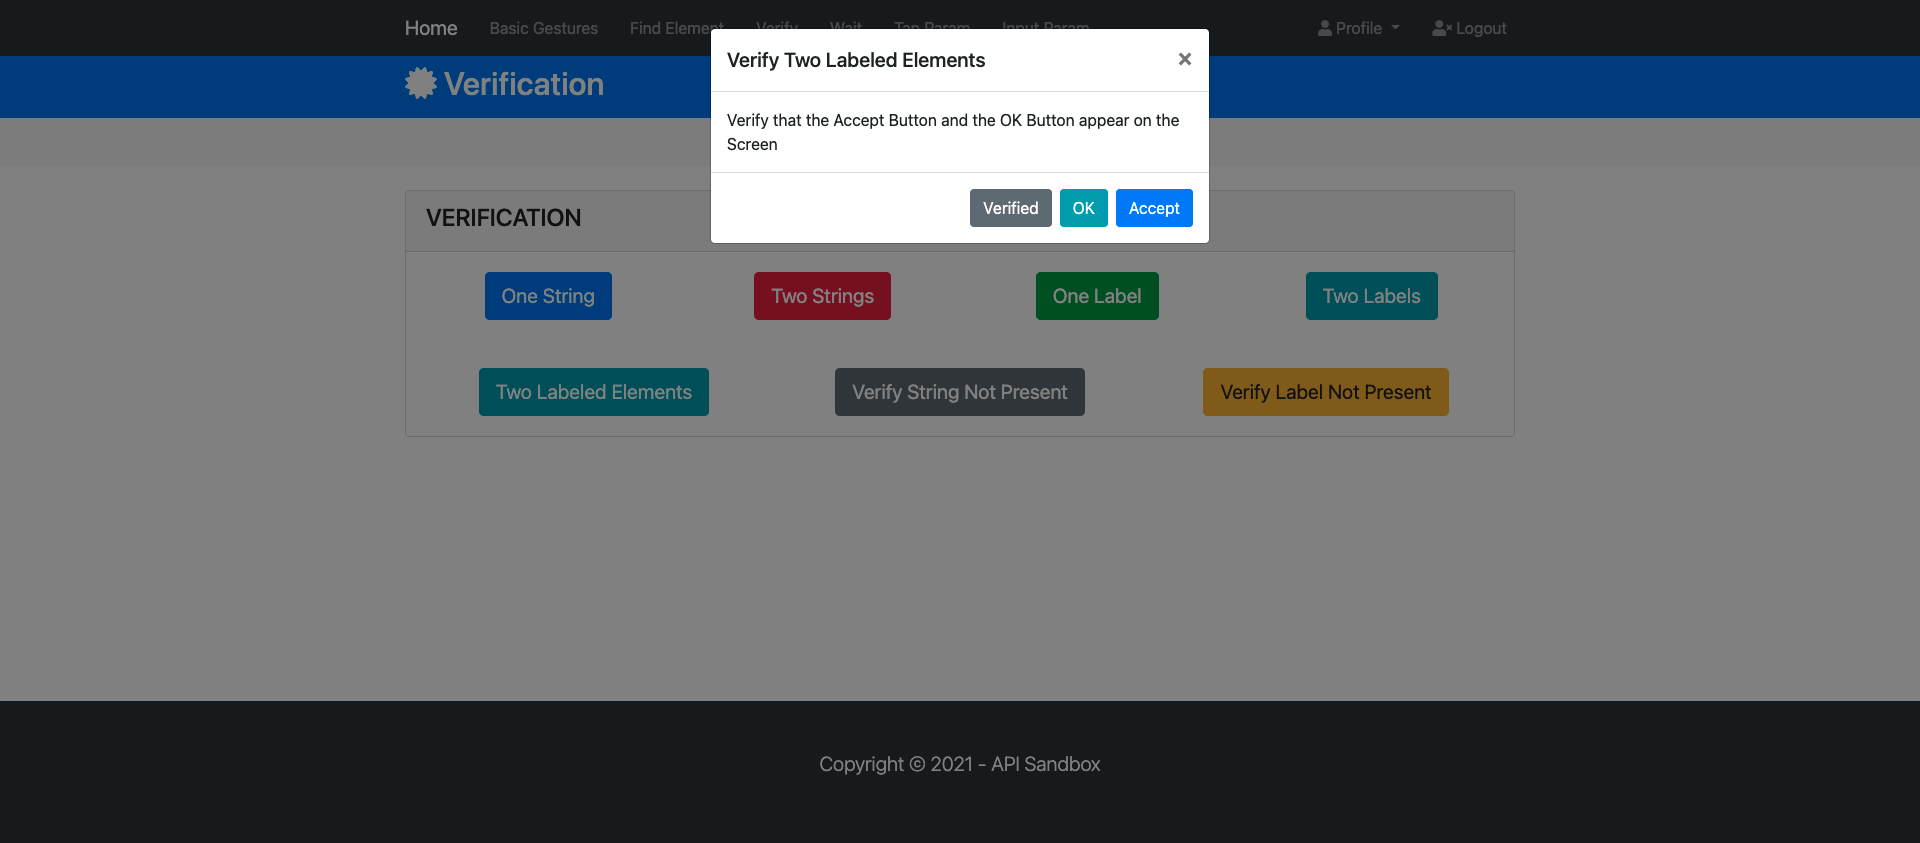 Home Basic Gestures Find Element Verify Wait Tap Param Input Param Profile Logout
Verification
Verify Two Labeled Elements ×
Verify that the Accept Button and the OK Button appear on the
Screen
Verified OK Accept
VERIFICATION
One String Two Strings One Label Two Labels
Two Labeled Elements Verify String Not Present Verify Label Not Present
Copyright © 2021 - API Sandbox